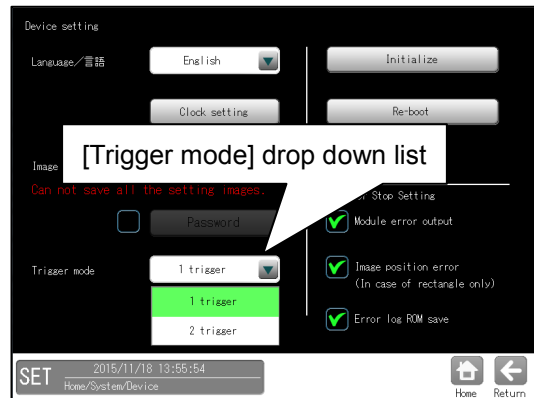 Device setting
Language／言語
English
Initialize
Clock setting
Re-boot
[Trigger mode] drop down list
Image
Can not save all the setting images.
Stop Setting
Password
Module error output
Trigger mode
1 trigger
Image position error
(In case of rectangle only)
1 trigger
2 trigger
Error log ROM save
SET
2015/11/18 13:55:54
Home/System/Device
Home
Return